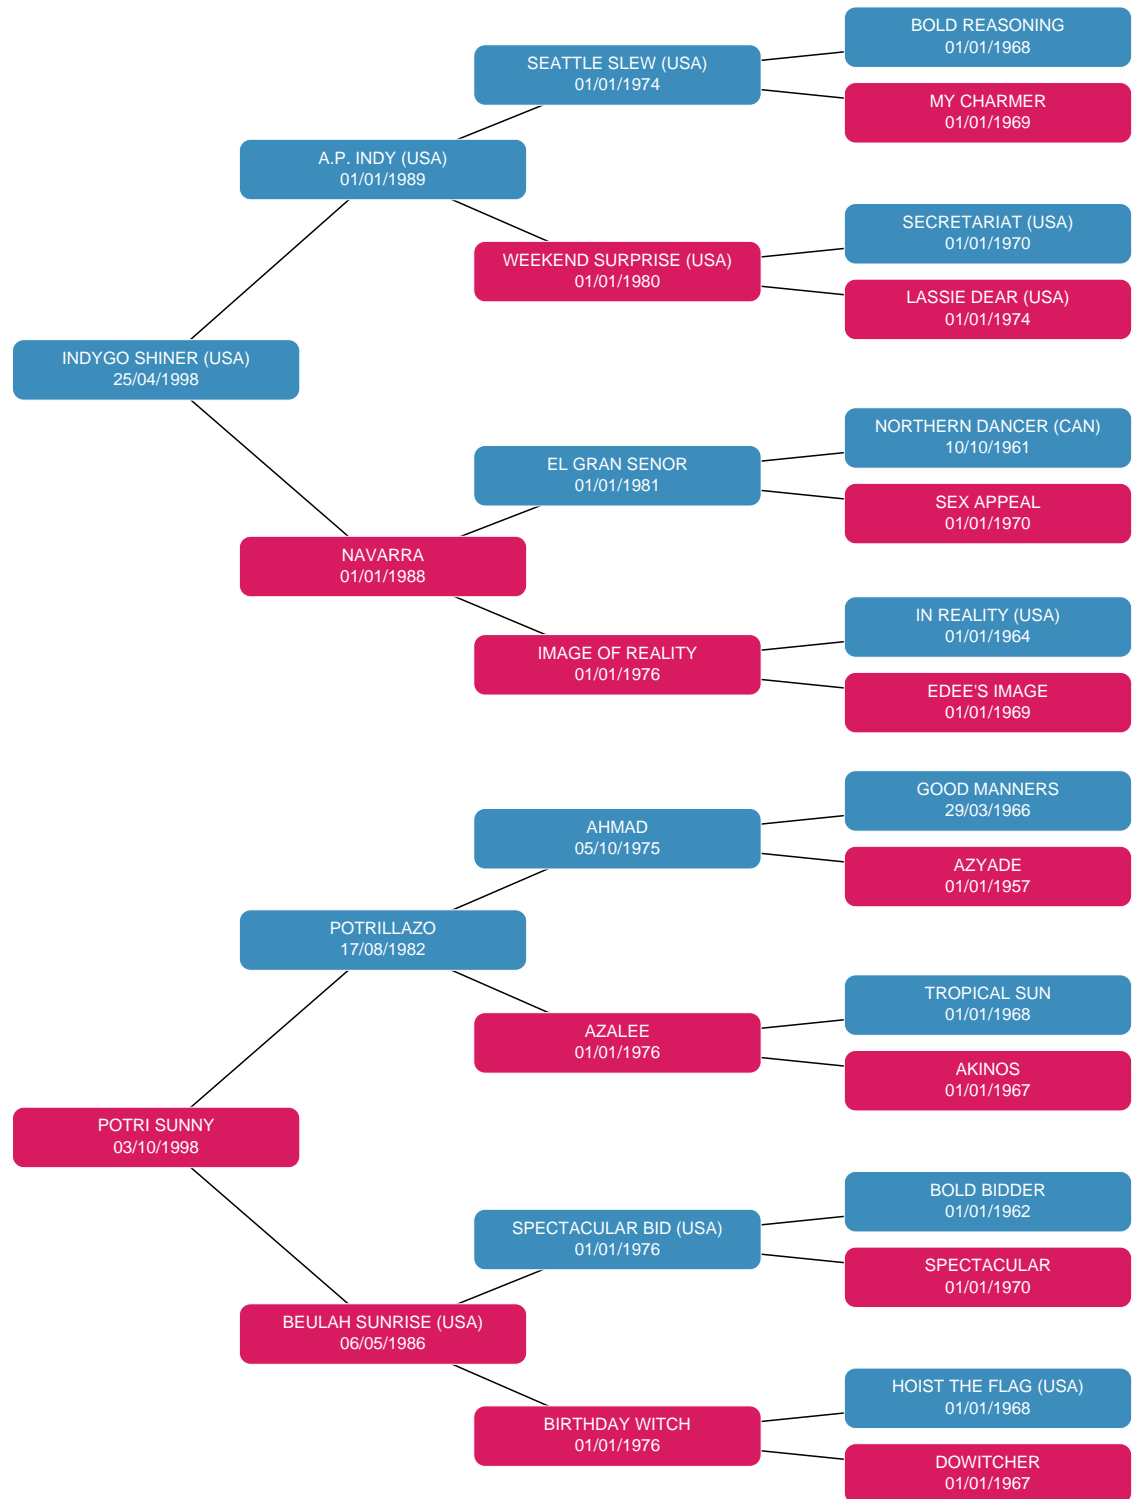 BOLD REASONING
01/01/1968
SEATTLE SLEW (USA)
01/01/1974
MY CHARMER
01/01/1969
A.P. INDY (USA)
01/01/1989
SECRETARIAT (USA)
01/01/1970
WEEKEND SURPRISE (USA)
01/01/1980
LASSIE DEAR (USA)
01/01/1974
INDYGO SHINER (USA)
25/04/1998
NORTHERN DANCER (CAN)
10/10/1961
EL GRAN SENOR
01/01/1981
SEX APPEAL
01/01/1970
NAVARRA
01/01/1988
IN REALITY (USA)
01/01/1964
IMAGE OF REALITY
01/01/1976
EDEE'S IMAGE
01/01/1969
GOOD MANNERS
29/03/1966
AHMAD
05/10/1975
AZYADE
01/01/1957
POTRILLAZO
17/08/1982
TROPICAL SUN
01/01/1968
AZALEE
01/01/1976
AKINOS
01/01/1967
POTRI SUNNY
03/10/1998
BOLD BIDDER
01/01/1962
SPECTACULAR BID (USA)
01/01/1976
SPECTACULAR
01/01/1970
BEULAH SUNRISE (USA)
06/05/1986
HOIST THE FLAG (USA)
01/01/1968
BIRTHDAY WITCH
01/01/1976
DOWITCHER
01/01/1967